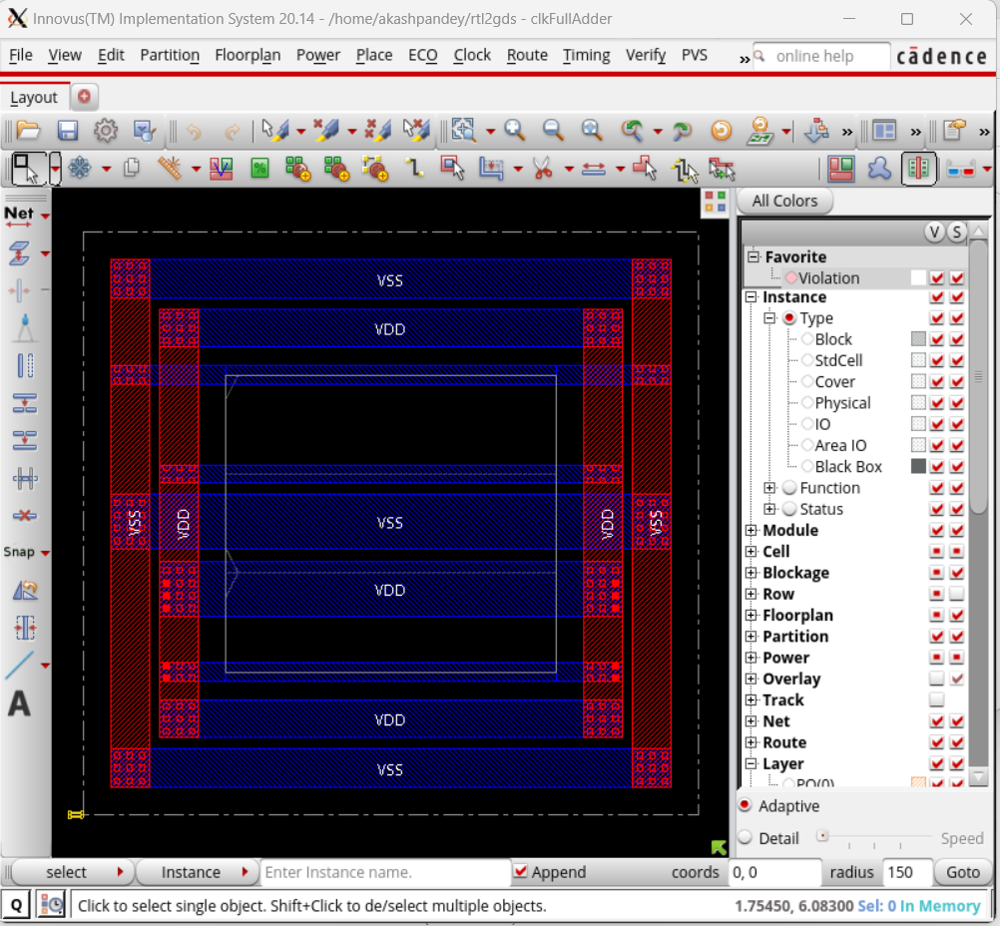 Innovus(TM) Implementation System 20.14 - /home/akashpandey/rtl2gds - clkFullAdder
File View Edit Partition Floorplan Power Place ECO Clock Route Timing Verify PVS » online help cādence
Layout
» » »
Net
Snap
A
VSS
VDD
VSS VDD VSS VDD VSS
VDD
VDD
VSS
All Colors
V S
Favorite
Violation
Instance
Type
Block
StdCell
Cover
Physical
IO
Area IO
Black Box
Function
Status
Module
Cell
Blockage
Row
Floorplan
Partition
Power
Overlay
Track
Net
Route
Layer
PO(0)
Adaptive
Detail Speed
select Instance Enter Instance name. Append coords 0, 0 radius 150 Goto
Q Click to select single object. Shift+Click to de/select multiple objects. 1.75450, 6.08300 Sel: 0 In Memory